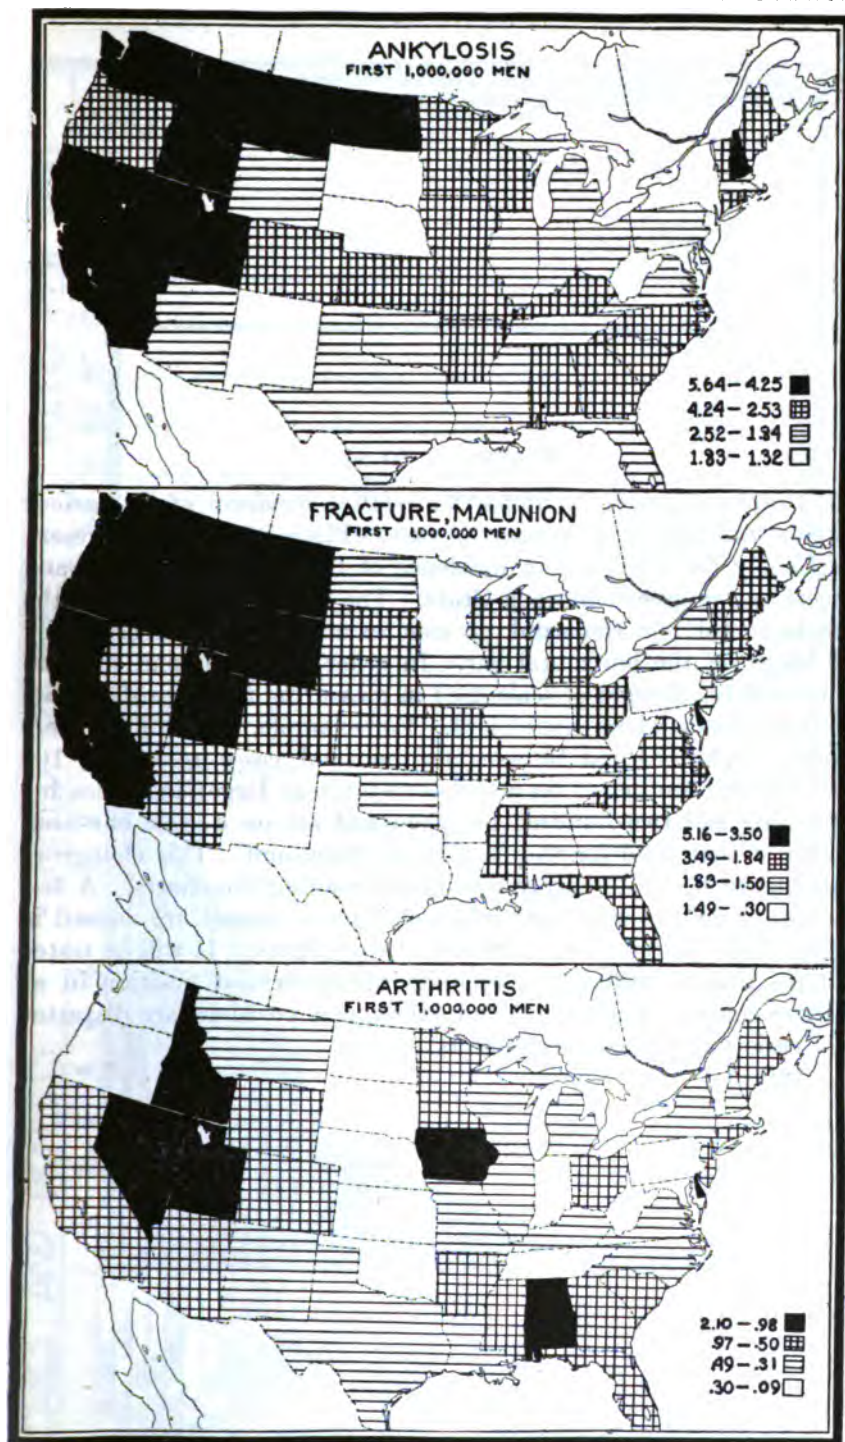 ANKYLOSIS
FIRST 1,000,000 MEN
5.64–4.25
4.24–2.53
2.52–1.84
1.83–1.32
FRACTURE, MALUNION
FIRST 1,000,000 MEN
5.16–3.50
3.49–1.84
1.83–1.50
1.49–.30
ARTHRITIS
FIRST 1,000,000 MEN
2.10–.98
.97–.50
.49–.31
.30–.09